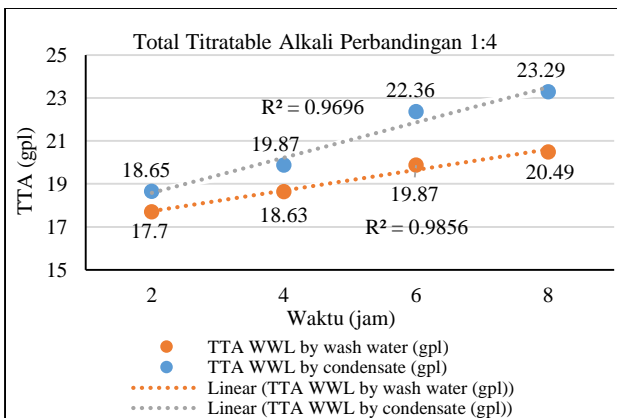 Total Titratable Alkali Perbandingan 1:4
TTA (gpl)
25
23
21
19
17
15
18.65
19.87
22.36
23.29
R² = 0.9696
17.7
18.63
19.87
20.49
R² = 0.9856
2 4 6 8
Waktu (jam)
TTA WWL by wash water (gpl)
TTA WWL by condensate (gpl)
Linear (TTA WWL by wash water (gpl))
Linear (TTA WWL by condensate (gpl))